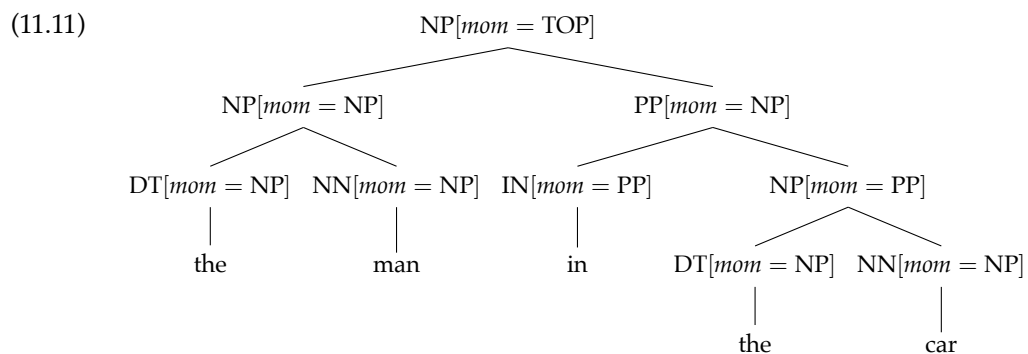 (11.11) NP[mom = TOP]
NP[mom = NP] PP[mom = NP]
DT[mom = NP] NN[mom = NP] IN[mom = PP] NP[mom = PP]
the man in DT[mom = NP] NN[mom = NP]
the car